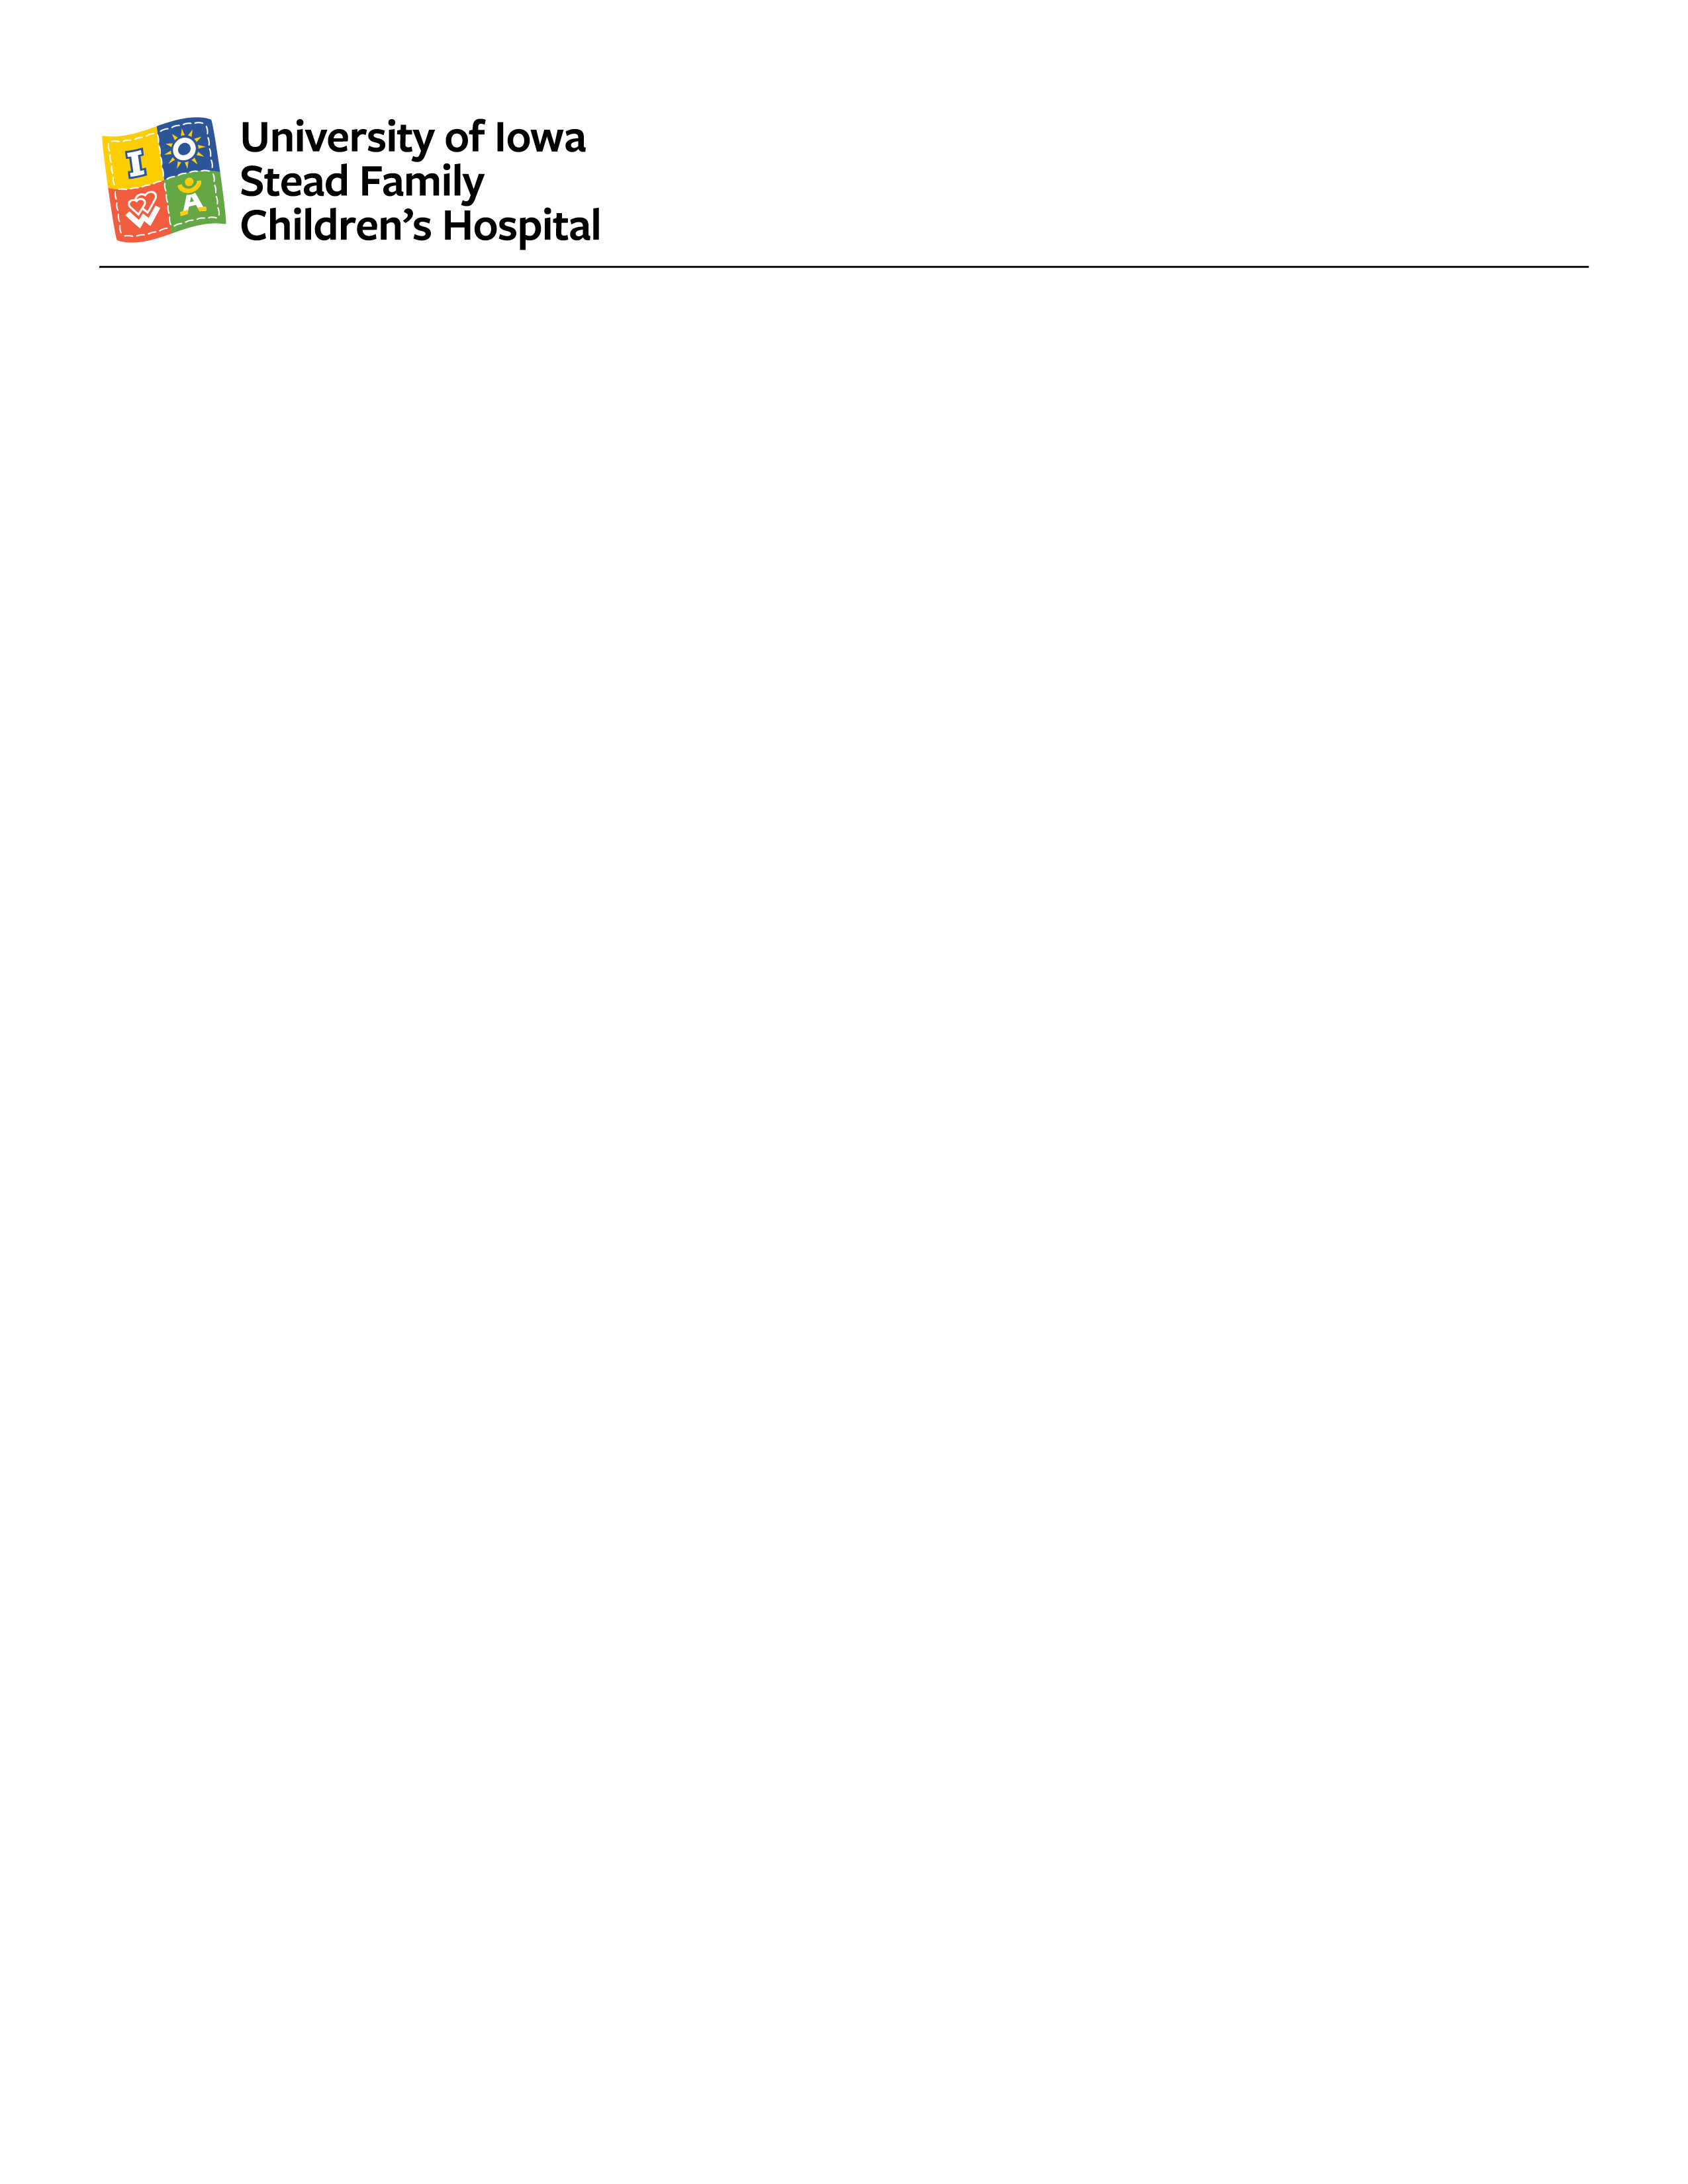 I O
W A
University of Iowa
Stead Family
Children’s Hospital